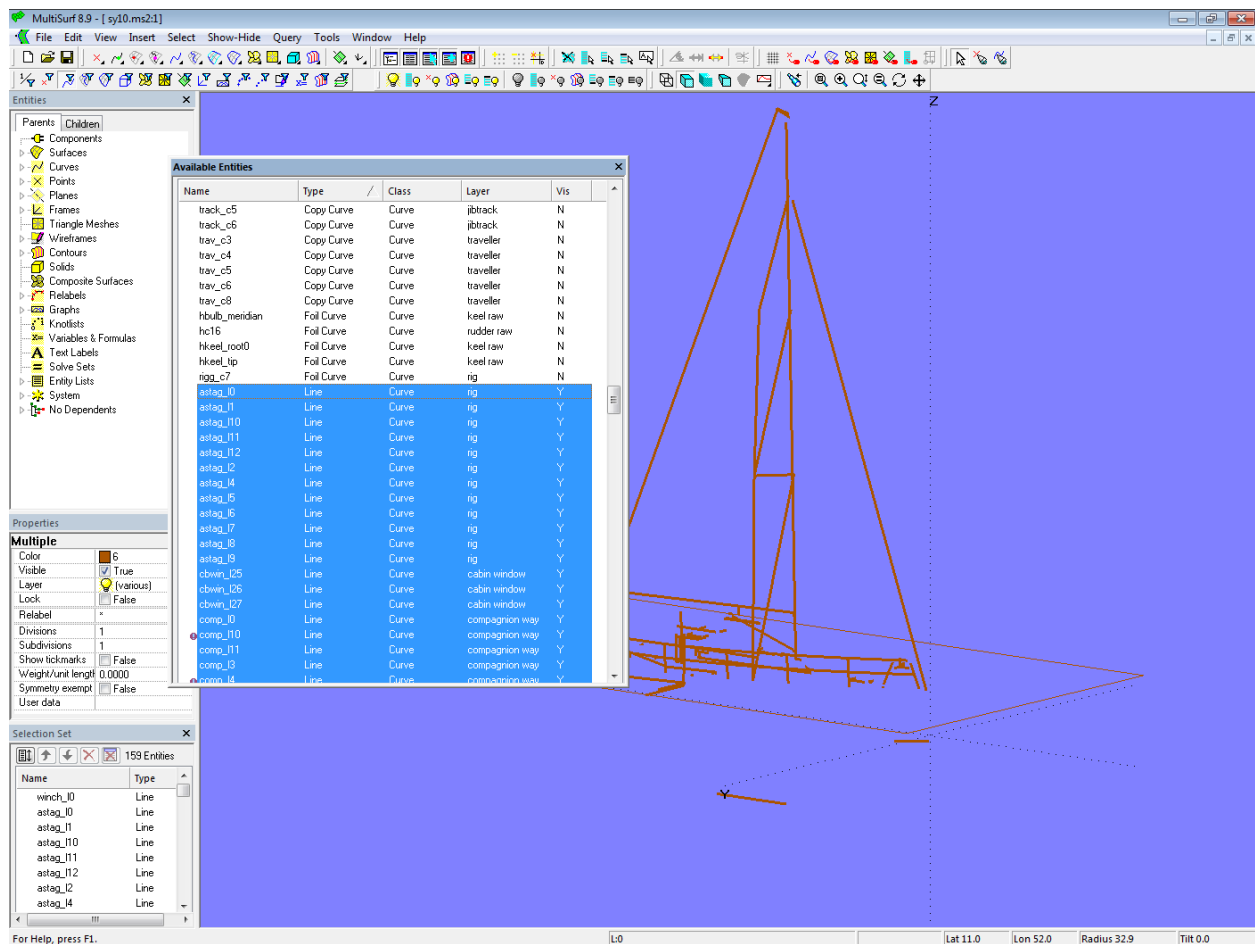 MultiSurf 8.9 - [ sy10.ms2:1]
File Edit View Insert Select Show-Hide Query Tools Window Help
Entities
Parents Children
Components
Surfaces
Curves
Points
Planes
Frames
Triangle Meshes
Wireframes
Contours
Solids
Composite Surfaces
Relabels
Graphs
Knotlists
Variables & Formulas
Text Labels
Solve Sets
Entity Lists
System
No Dependents
Available Entities
Name Type / Class Layer Vis
track_c5 Copy Curve Curve jibtrack N
track_c6 Copy Curve Curve jibtrack N
trav_c3 Copy Curve Curve traveller N
trav_c4 Copy Curve Curve traveller N
trav_c5 Copy Curve Curve traveller N
trav_c6 Copy Curve Curve traveller N
trav_c8 Copy Curve Curve traveller N
hbulb_meridian Foil Curve Curve keel raw N
hc16 Foil Curve Curve rudder raw N
hkeel_root0 Foil Curve Curve keel raw N
hkeel_tip Foil Curve Curve keel raw N
rigg_c7 Foil Curve Curve rig N
astag_l0 Line Curve rig Y
astag_l1 Line Curve rig Y
astag_l10 Line Curve rig Y
astag_l11 Line Curve rig Y
astag_l12 Line Curve rig Y
astag_l2 Line Curve rig Y
astag_l4 Line Curve rig Y
astag_l5 Line Curve rig Y
astag_l6 Line Curve rig Y
astag_l7 Line Curve rig Y
astag_l8 Line Curve rig Y
astag_l9 Line Curve rig Y
cbwin_l25 Line Curve cabin window Y
cbwin_l26 Line Curve cabin window Y
cbwin_l27 Line Curve cabin window Y
comp_l0 Line Curve compagnion way Y
comp_l10 Line Curve compagnion way Y
comp_l11 Line Curve compagnion way Y
comp_l3 Line Curve compagnion way Y
comp_l4 Line Curve compagnion way Y
Properties
Multiple
Color 6
Visible True
Layer (various)
Lock False
Relabel *
Divisions 1
Subdivisions 1
Show tickmarks False
Weight/unit length 0.0000
Symmetry exempt False
User data
Selection Set
159 Entities
Name Type
winch_l0 Line
astag_l0 Line
astag_l1 Line
astag_l10 Line
astag_l11 Line
astag_l12 Line
astag_l2 Line
astag_l4 Line
Z
Y
For Help, press F1. L:0 Lat 11.0 Lon 52.0 Radius 32.9 Tilt 0.0